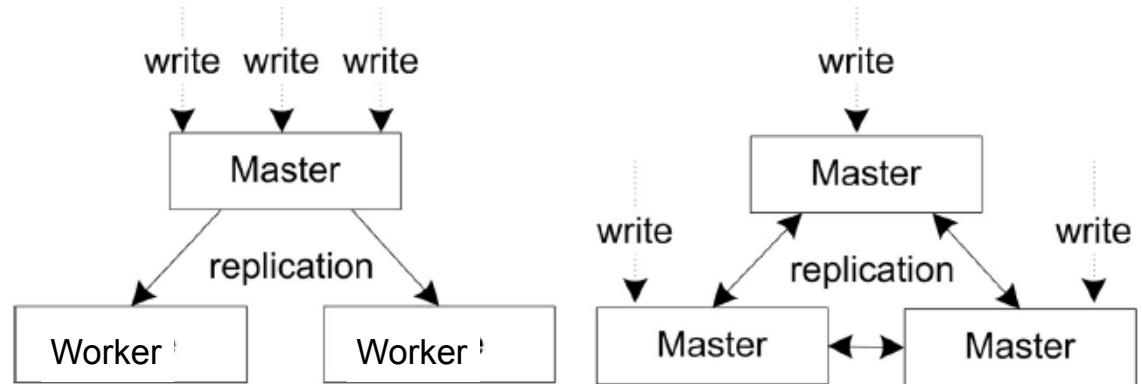 write write write
Master
replication
Worker
Worker
write
Master
write
write
replication
Master
Master